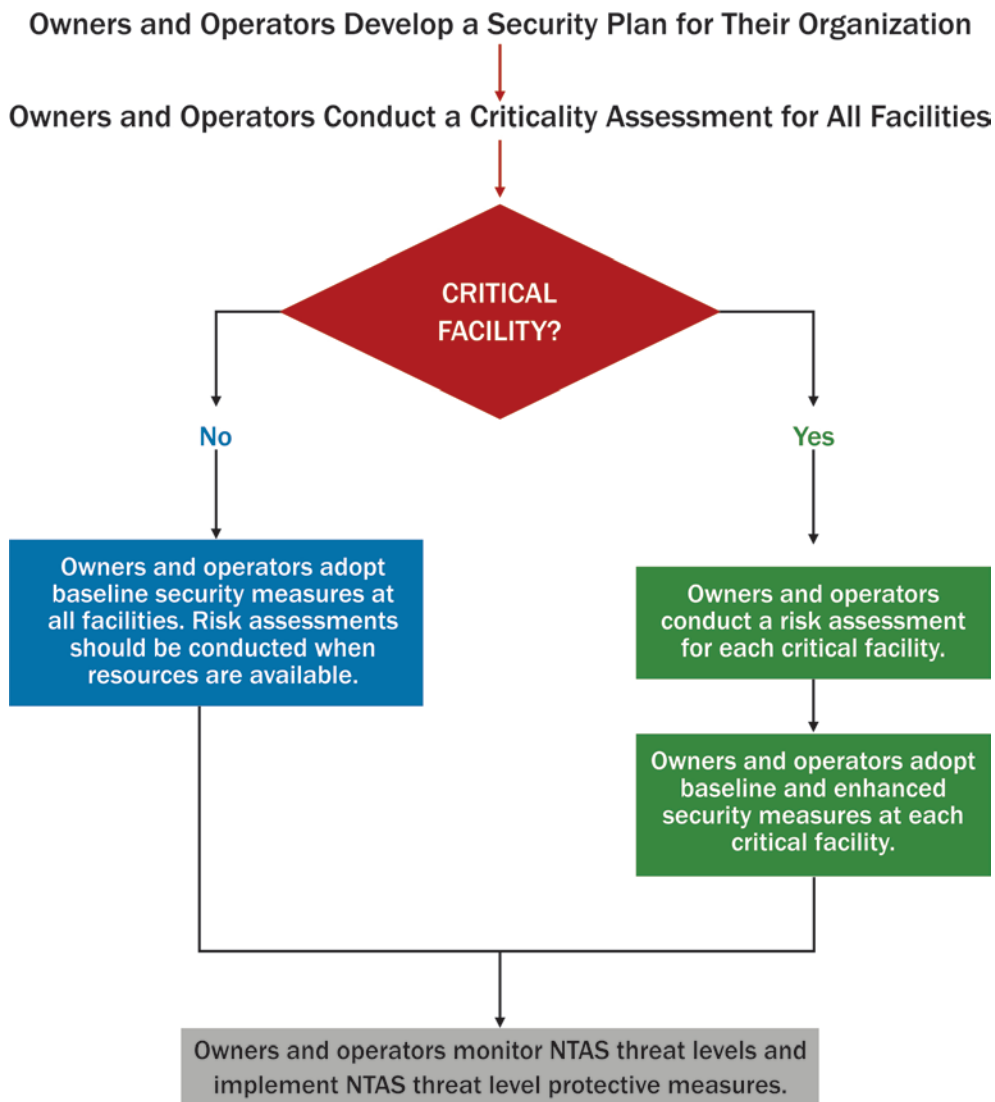 Owners and Operators Develop a Security Plan for Their Organization
Owners and Operators Conduct a Criticality Assessment for All Facilities
CRITICAL
FACILITY?
No
Yes
Owners and operators adopt
baseline security measures at
all facilities. Risk assessments
should be conducted when
resources are available.
Owners and operators
conduct a risk assessment
for each critical facility.
Owners and operators adopt
baseline and enhanced
security measures at each
critical facility.
Owners and operators monitor NTAS threat levels and
implement NTAS threat level protective measures.